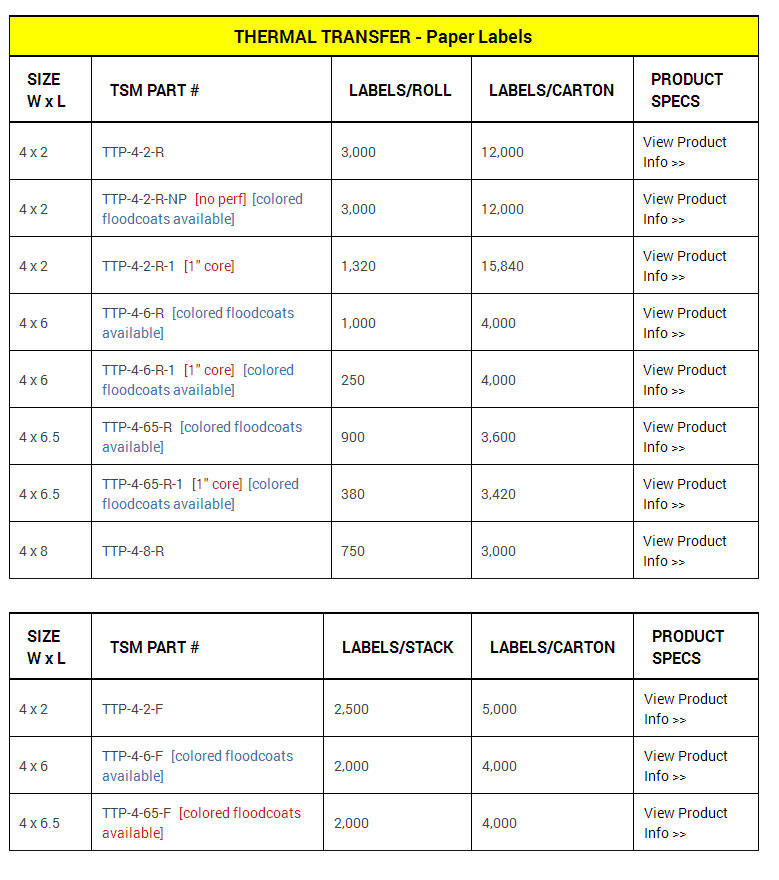 THERMAL TRANSFER - Paper Labels
SIZE W x L TSM PART # LABELS/ROLL LABELS/CARTON PRODUCT SPECS
4 x 2 TTP-4-2-R 3,000 12,000 View Product Info >>
4 x 2 TTP-4-2-R-NP [no perf] [colored floodcoats available] 3,000 12,000 View Product Info >>
4 x 2 TTP-4-2-R-1 [1” core] 1,320 15,840 View Product Info >>
4 x 6 TTP-4-6-R [colored floodcoats available] 1,000 4,000 View Product Info >>
4 x 6 TTP-4-6-R-1 [1” core] [colored floodcoats available] 250 4,000 View Product Info >>
4 x 6.5 TTP-4-65-R [colored floodcoats available] 900 3,600 View Product Info >>
4 x 6.5 TTP-4-65-R-1 [1” core] [colored floodcoats available] 380 3,420 View Product Info >>
4 x 8 TTP-4-8-R 750 3,000 View Product Info >>
SIZE W x L TSM PART # LABELS/STACK LABELS/CARTON PRODUCT SPECS
4 x 2 TTP-4-2-F 2,500 5,000 View Product Info >>
4 x 6 TTP-4-6-F [colored floodcoats available] 2,000 4,000 View Product Info >>
4 x 6.5 TTP-4-65-F [colored floodcoats available] 2,000 4,000 View Product Info >>